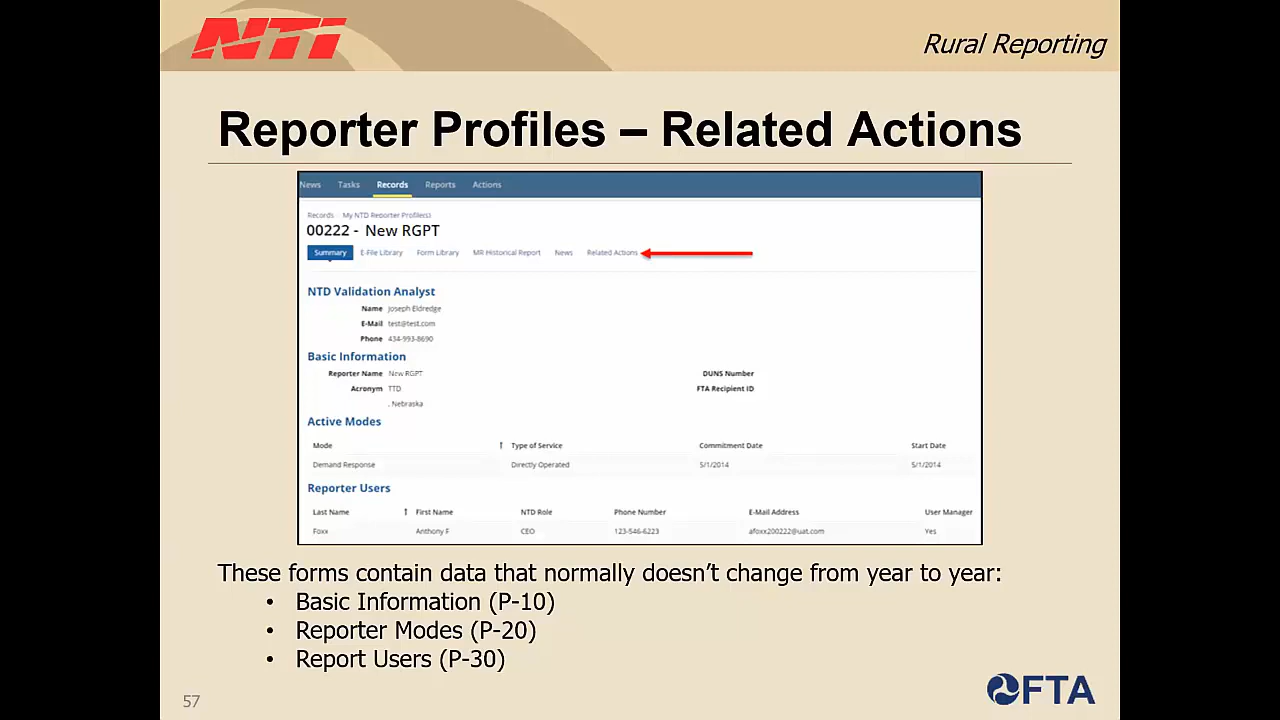 NTI
Rural Reporting
Reporter Profiles – Related Actions
News Tasks Records Reports Actions
Records My NTD Reporter Profile(s)
00222 - New RGPT
Summary E-File Library Form Library MR Historical Report News Related Actions
NTD Validation Analyst
Name Joseph Eldredge
E-Mail test@test.com
Phone 434-993-8690
Basic Information
Reporter Name New RGPT DUNS Number
Acronym TTD FTA Recipient ID
, Nebraska
Active Modes
Mode ↑ Type of Service Commitment Date Start Date
Demand Response Directly Operated 5/1/2014 5/1/2014
Reporter Users
Last Name ↑ First Name NTD Role Phone Number E-Mail Address User Manager
Foxx Anthony F CEO 123-546-6223 afoxx200222@uat.com Yes
These forms contain data that normally doesn’t change from year to year:
• Basic Information (P-10)
• Reporter Modes (P-20)
• Report Users (P-30)
57
FTA